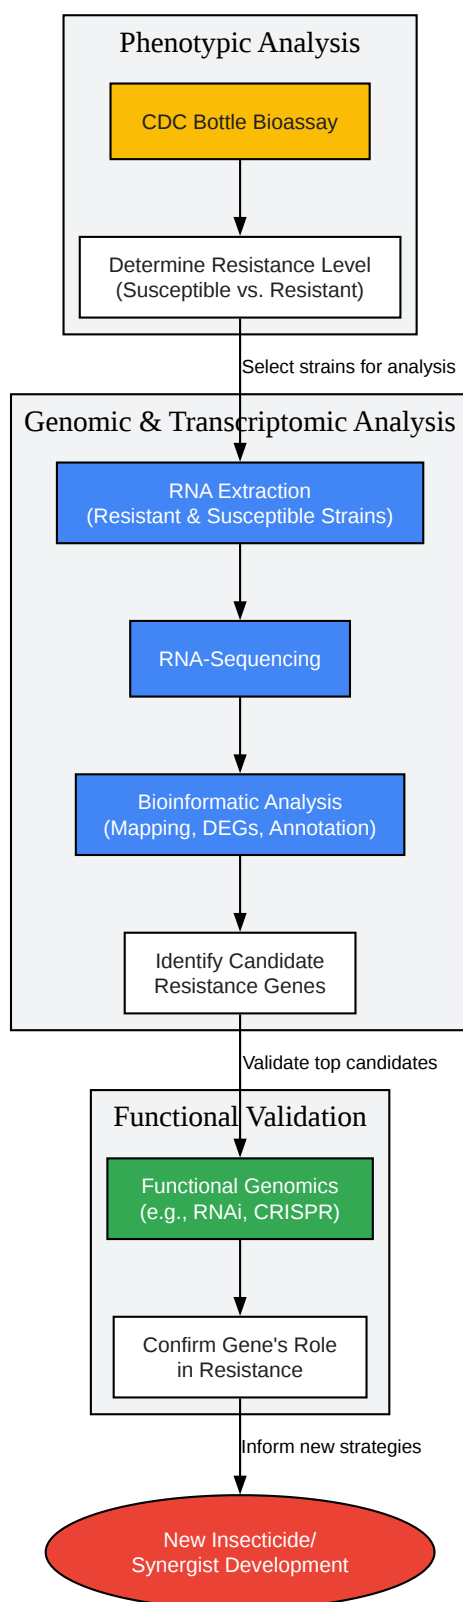 Phenotypic Analysis
CDC Bottle Bioassay
Determine Resistance Level
(Susceptible vs. Resistant)
Select strains for analysis
Genomic & Transcriptomic Analysis
RNA Extraction
(Resistant & Susceptible Strains)
RNA-Sequencing
Bioinformatic Analysis
(Mapping, DEGs, Annotation)
Identify Candidate
Resistance Genes
Validate top candidates
Functional Validation
Functional Genomics
(e.g., RNAi, CRISPR)
Confirm Gene's Role
in Resistance
Inform new strategies
New Insecticide/
Synergist Development